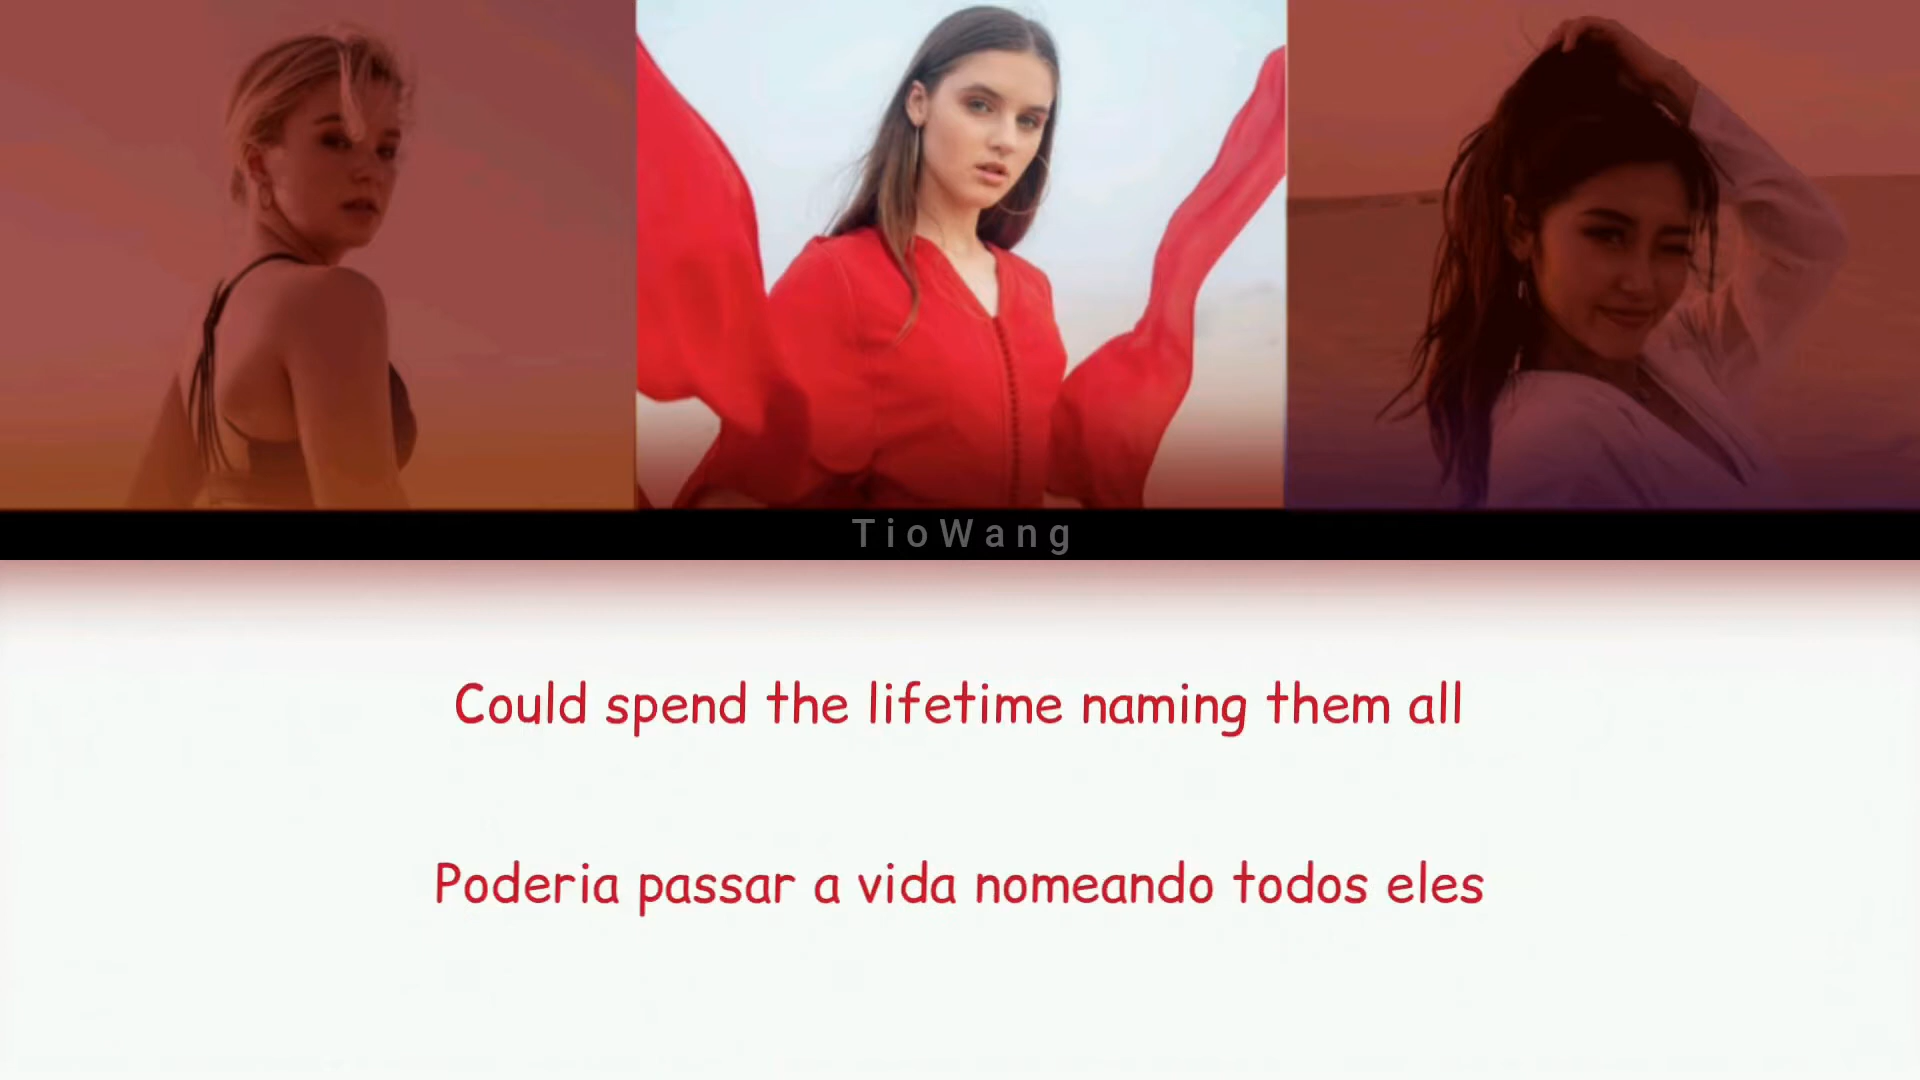 TioWang
Could spend the lifetime naming them all
Poderia passar a vida nomeando todos eles